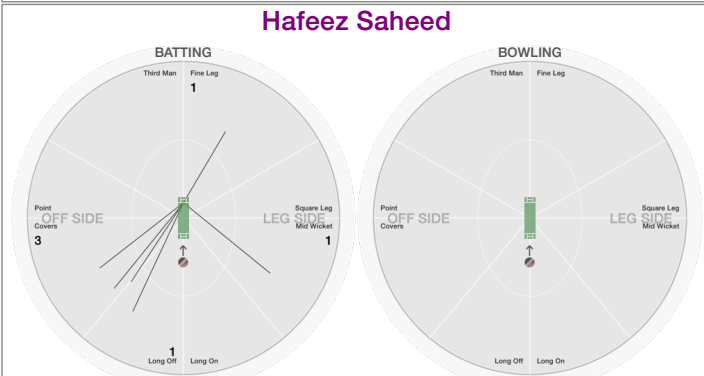 Hafeez Saheed
BATTING
Third Man Fine Leg
1
Point
OFF SIDE
Covers
3
Square Leg
LEG SIDE
Mid Wicket
1
1
Long Off Long On
BOWLING
Third Man Fine Leg
Point
OFF SIDE
Covers
Square Leg
LEG SIDE
Mid Wicket
Long Off Long On